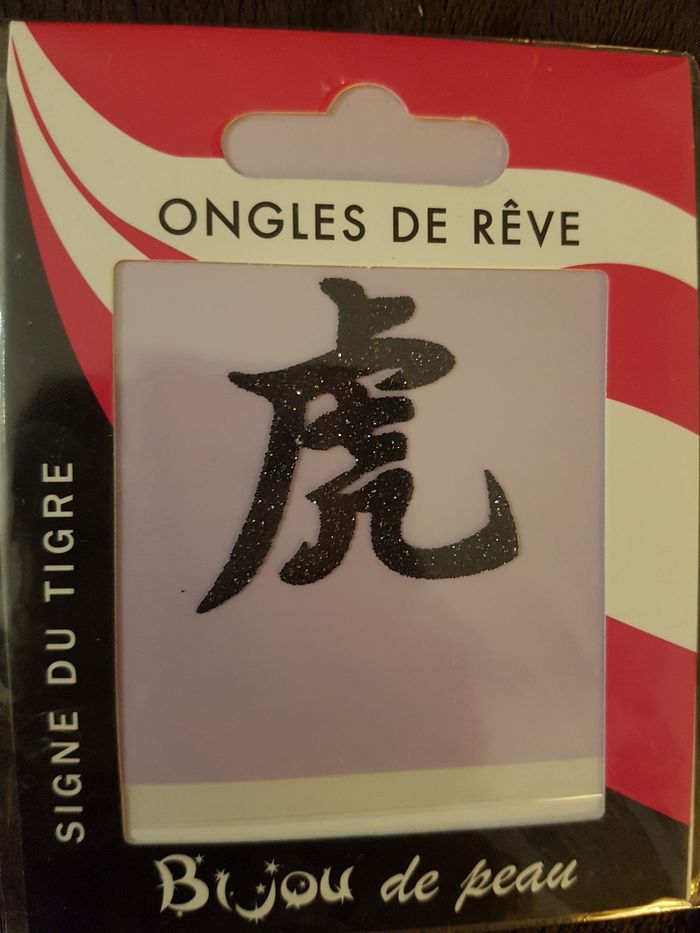 ONGLES DE RÊVE
虎
SIGNE DU TIGRE
Bijou de peau